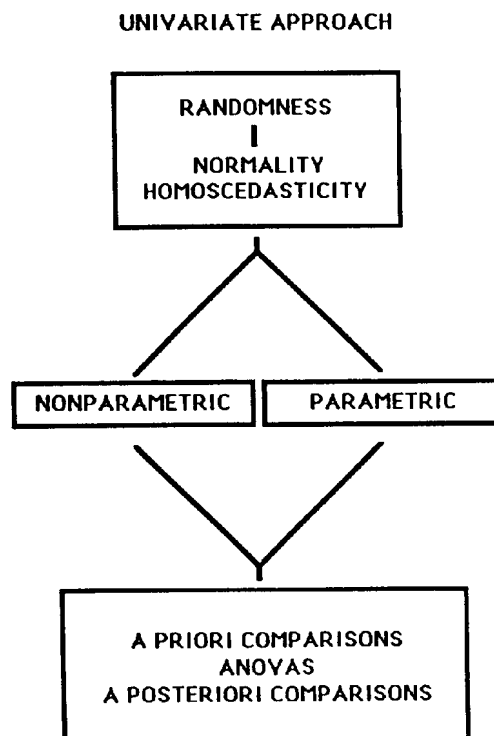 UNIVARIATE APPROACH
RANDOMNESS
NORMALITY
HOMOSCEDASTICITY
NONPARAMETRIC
PARAMETRIC
A PRIORI COMPARISONS
ANOVAS
A POSTERIORI COMPARISONS